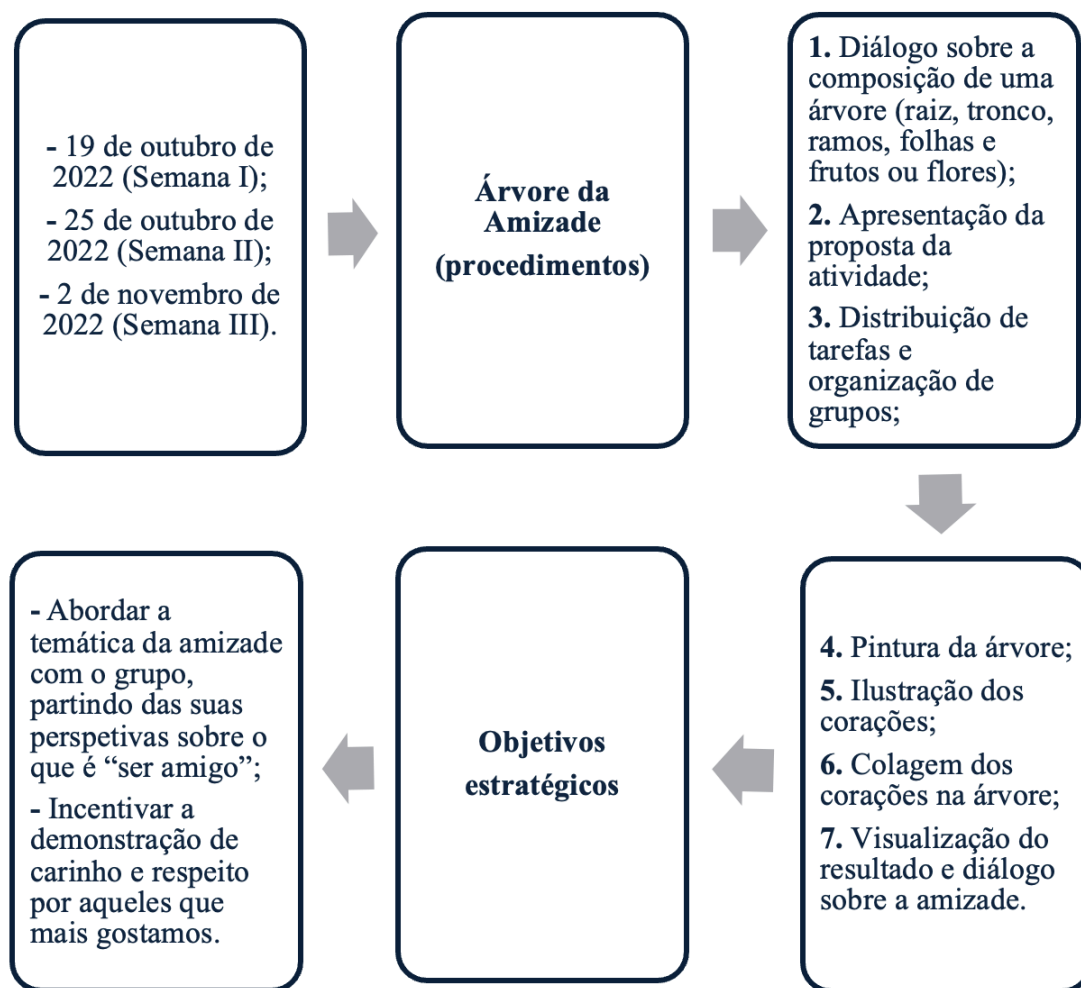 - 19 de outubro de
2022 (Semana I);
- 25 de outubro de
2022 (Semana II);
- 2 de novembro de
2022 (Semana III).
Árvore da
Amizade
(procedimentos)
1. Diálogo sobre a
composição de uma
árvore (raiz, tronco,
ramos, folhas e
frutos ou flores);
2. Apresentação da
proposta da
atividade;
3. Distribuição de
tarefas e
organização de
grupos;
4. Pintura da árvore;
5. Ilustração dos
corações;
6. Colagem dos
corações na árvore;
7. Visualização do
resultado e diálogo
sobre a amizade.
Objetivos
estratégicos
- Abordar a
temática da amizade
com o grupo,
partindo das suas
perspetivas sobre o
que é “ser amigo”;
- Incentivar a
demonstração de
carinho e respeito
por aqueles que
mais gostamos.